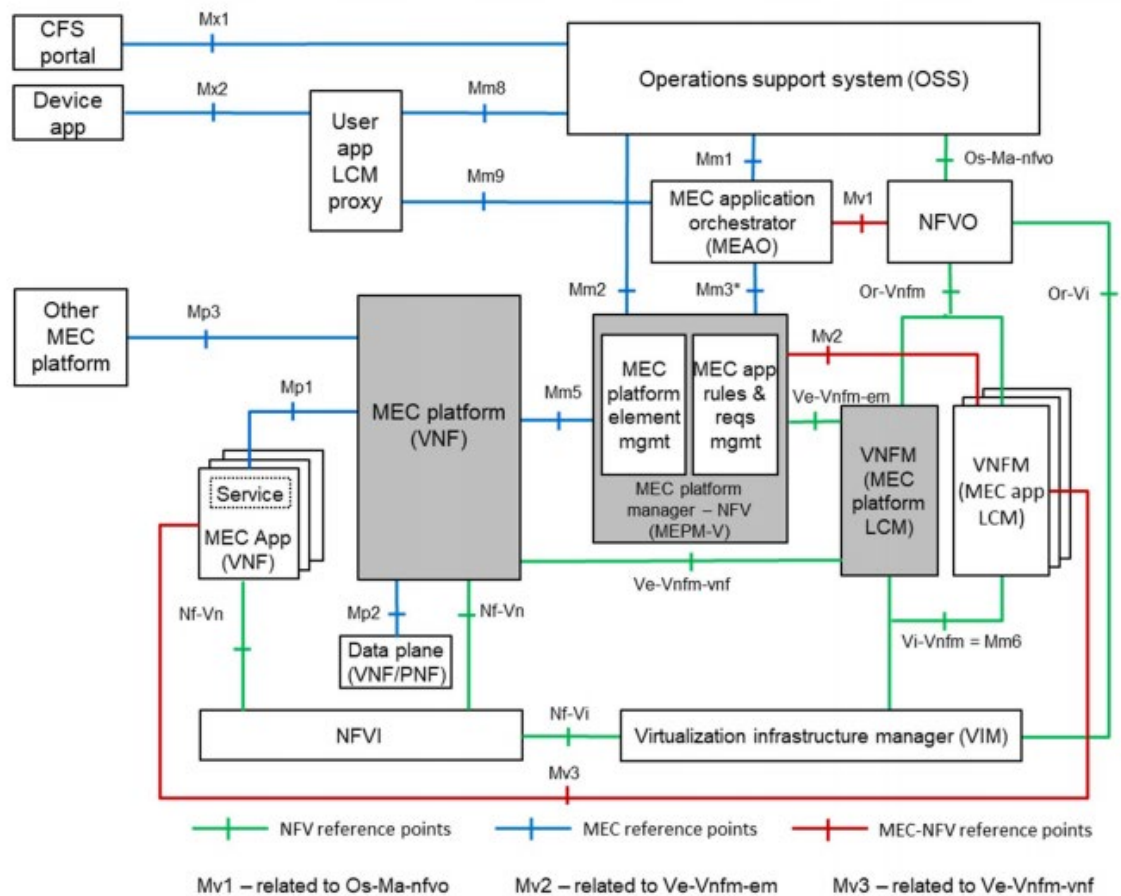 CFS
portal
Mx1
Operations support system (OSS)
Device
app
Mx2
User
app
LCM
proxy
Mm8
Mm9
Mm1
Os-Ma-nfvo
MEC application
orchestrator
(MEAO)
Mv1
NFVO
Other
MEC
platform
Mp3
Mm2
Mm3*
Or-Vnfm
Or-Vi
Mp1
MEC platform
(VNF)
Mm5
MEC
platform
element
mgmt
MEC app
rules &
reqs
mgmt
MEC platform
manager – NFV
(MEPM-V)
Mv2
Ve-Vnfm-em
VNFM
(MEC
platform
LCM)
VNFM
(MEC app
LCM)
Service
MEC App
(VNF)
Ve-Vnfm-vnf
Nf-Vn
Mp2
Nf-Vn
Data plane
(VNF/PNF)
Vi-Vnfm = Mm6
NFVI
Nf-Vi
Virtualization infrastructure manager (VIM)
Mv3
NFV reference points
MEC reference points
MEC-NFV reference points
Mv1 – related to Os-Ma-nfvo
Mv2 – related to Ve-Vnfm-em
Mv3 – related to Ve-Vnfm-vnf